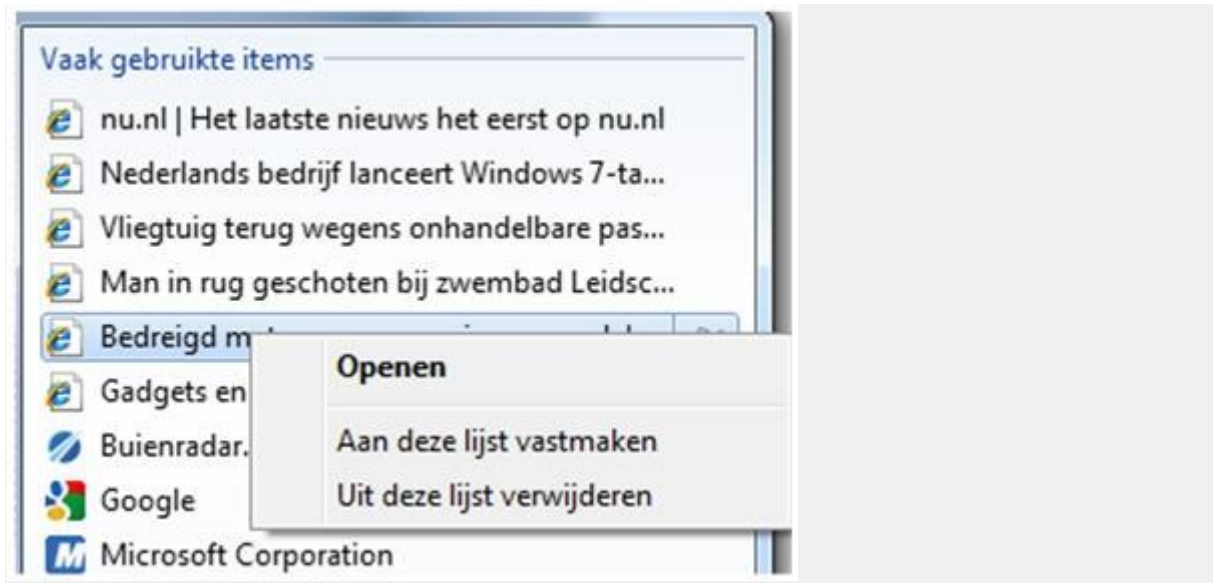 Vaak gebruikte items
nu.nl | Het laatste nieuws het eerst op nu.nl
Nederlands bedrijf lanceert Windows 7-ta...
Vliegtuig terug wegens onhandelbare pas...
Man in rug geschoten bij zwembad Leidsc...
Bedreigd
Openen
Gadgets en
Aan deze lijst vastmaken
Buienradar.
Uit deze lijst verwijderen
Google
Microsoft Corporation